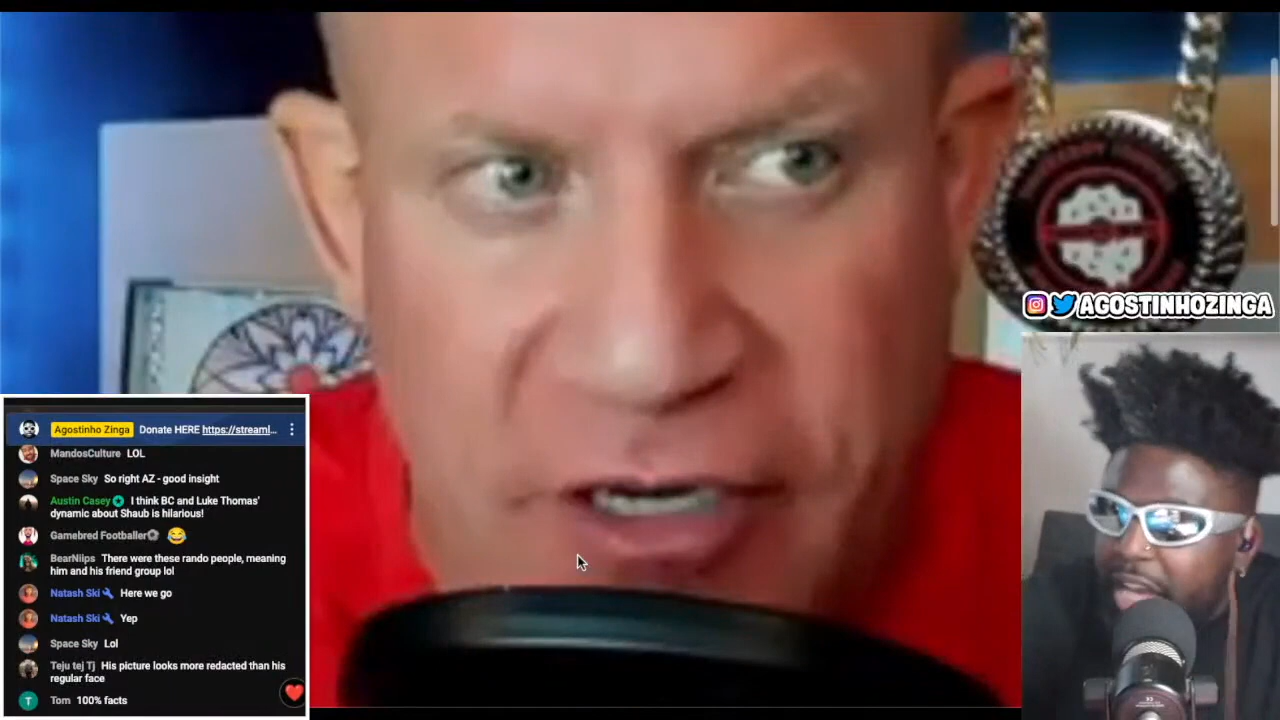 AGOSTINHOZINGA
Agostinho Zinga Donate HERE https://streaml...
MandosCulture LOL
Space Sky So right AZ - good insight
Austin Casey I think BC and Luke Thomas'
dynamic about Shaub is hilarious!
Gamebred Footballer 😂
BearNiips There were these rando people, meaning
him and his friend group lol
Natash Ski Here we go
Natash Ski Yep
Space Sky Lol
Teju tej Tj His picture looks more redacted than his
regular face
T Tom 100% facts